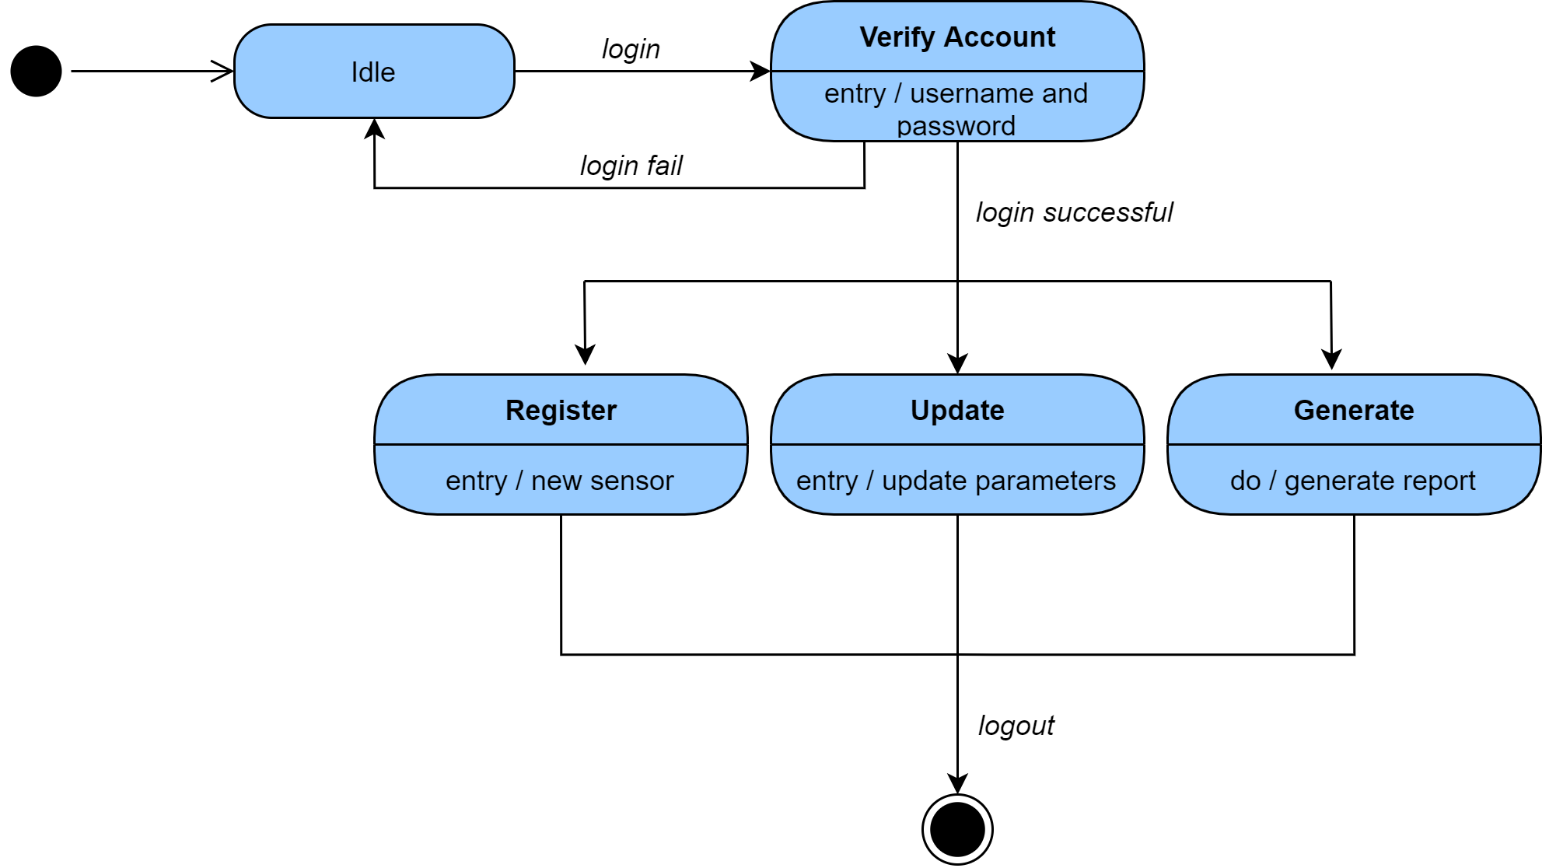 Idle
login
Verify Account
entry / username and
password
login fail
login successful
Register
entry / new sensor
Update
entry / update parameters
Generate
do / generate report
logout